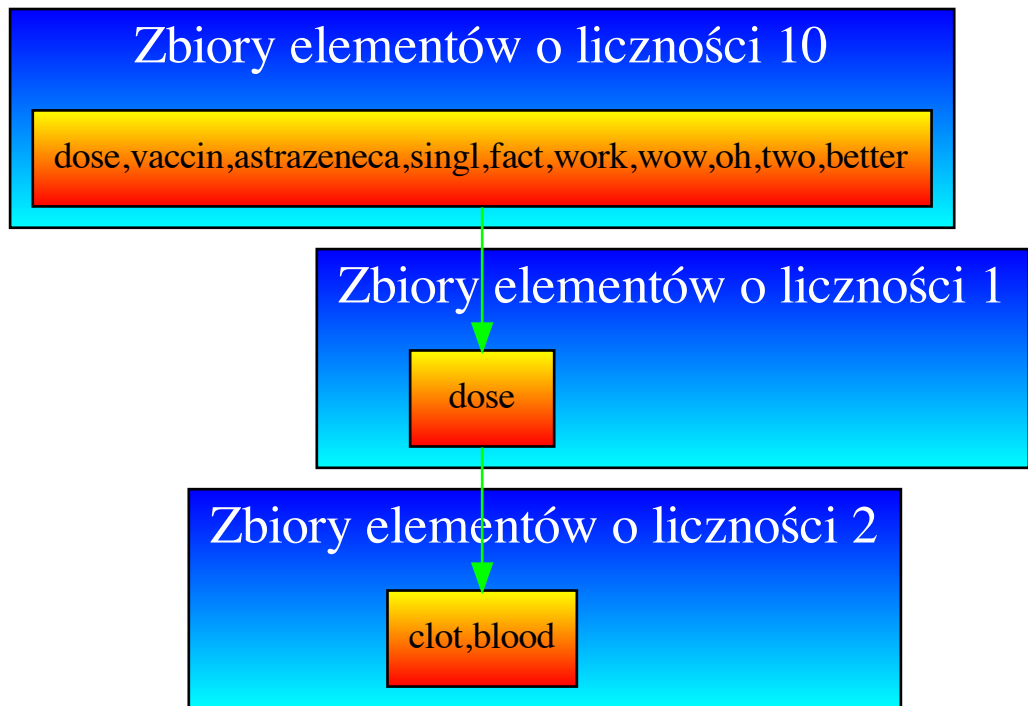 Zbiory elementów o liczności 10
dose,vaccin,astrazeneca,singl,fact,work,wow,oh,two,better
Zbiory elementów o liczności 1
dose
Zbiory elementów o liczności 2
clot,blood